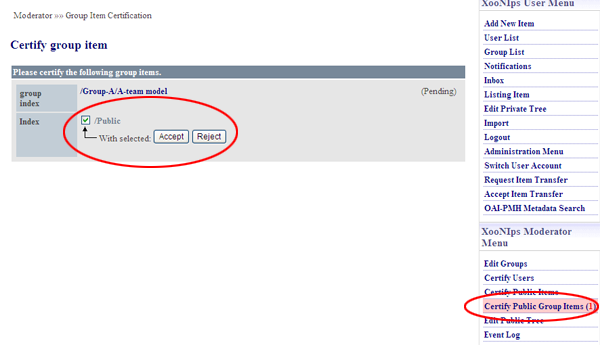 Moderator »» Group Item Certification
Certify group item
Please certify the following group items.
group index
/Group-A/A-team model
(Pending)
Index
/Public
With selected: Accept Reject
XooNIps User Menu
Add New Item
User List
Group List
Notifications
Inbox
Listing Item
Edit Private Tree
Import
Logout
Administration Menu
Switch User Account
Request Item Transfer
Accept Item Transfer
OAI-PMH Metadata Search
XooNIps Moderator
Menu
Edit Groups
Certify Users
Certify Public Items
Certify Public Group Items (1)
Edit Public Tree
Event Log